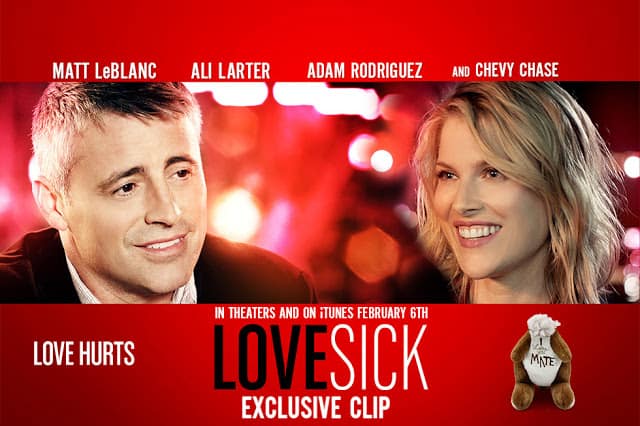 MATT LeBLANC ALI LARTER ADAM RODRIGUEZ AND CHEVY CHASE
IN THEATERS AND ON iTUNES FEBRUARY 6TH
LOVE HURTS
LOVESICK
EXCLUSIVE CLIP
MATE